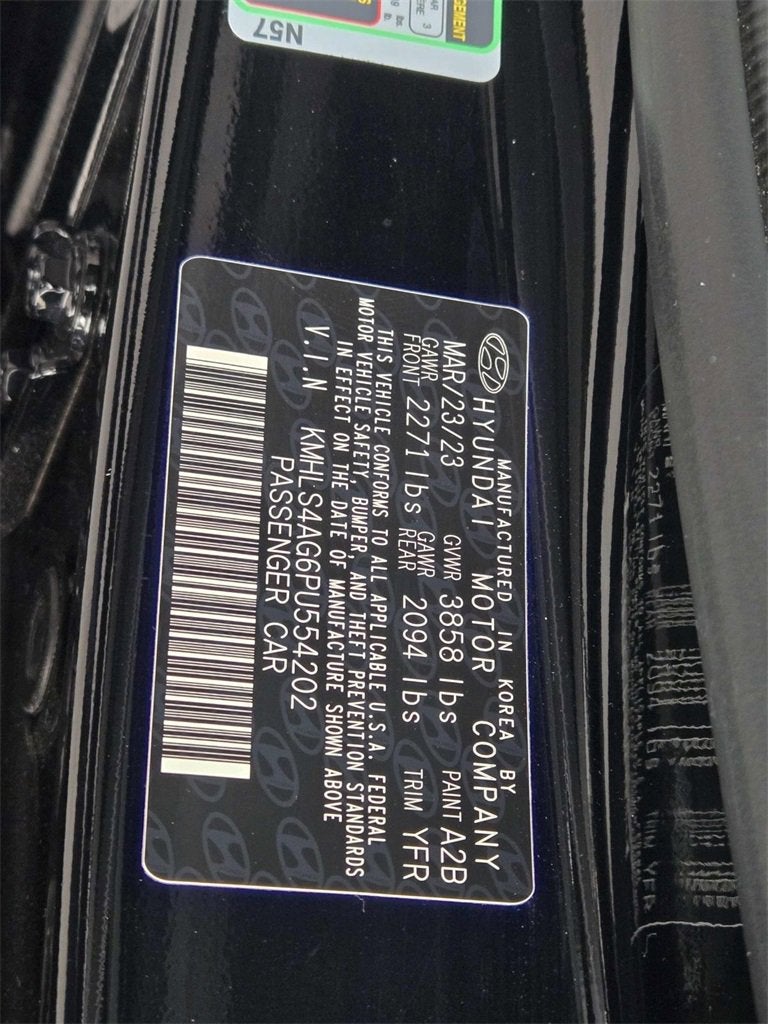 MANUFACTURED IN KOREA BY
HYUNDAI MOTOR COMPANY
MAR/23/23 GVWR 3858 lbs PAINT A2B
GAWR FRONT 2271 lbs GAWR REAR 2094 lbs TRIM YFR
THIS VEHICLE CONFORMS TO ALL APPLICABLE U.S.A. FEDERAL
MOTOR VEHICLE SAFETY, BUMPER AND THEFT PREVENTION STANDARDS
IN EFFECT ON THE DATE OF MANUFACTURE SHOWN ABOVE
V.I.N KMHLS4AG6PU554202
PASSENGER CAR
N57